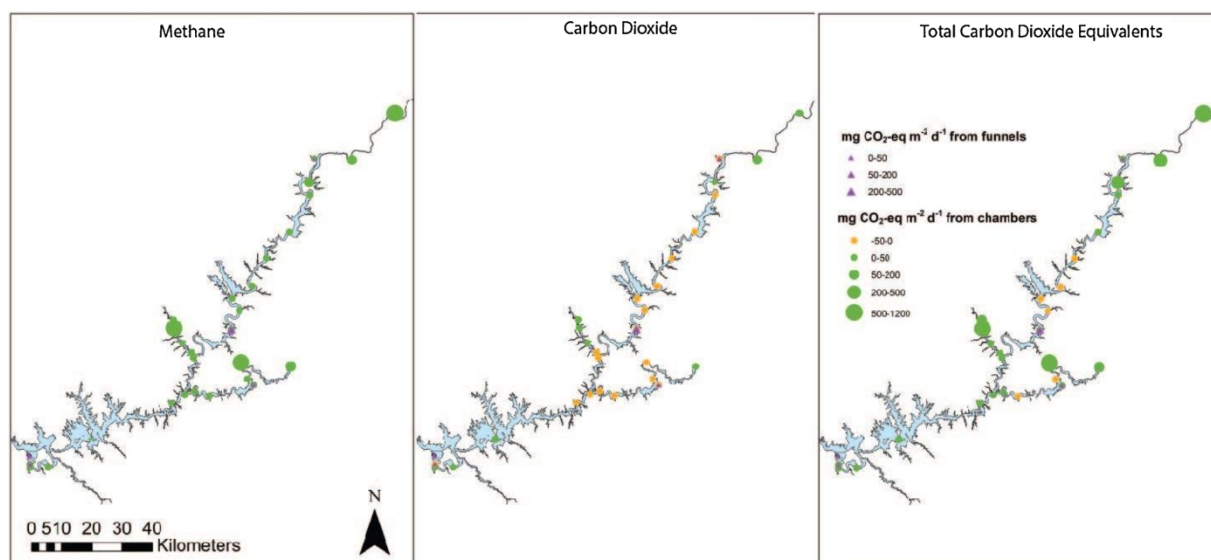 Methane
Carbon Dioxide
Total Carbon Dioxide Equivalents
mg CO₂-eq m⁻² d⁻¹ from funnels
0-50
50-200
200-500
mg CO₂-eq m⁻² d⁻¹ from chambers
-50-0
0-50
50-200
200-500
500-1200
N
0 5 10 20 30 40
Kilometers